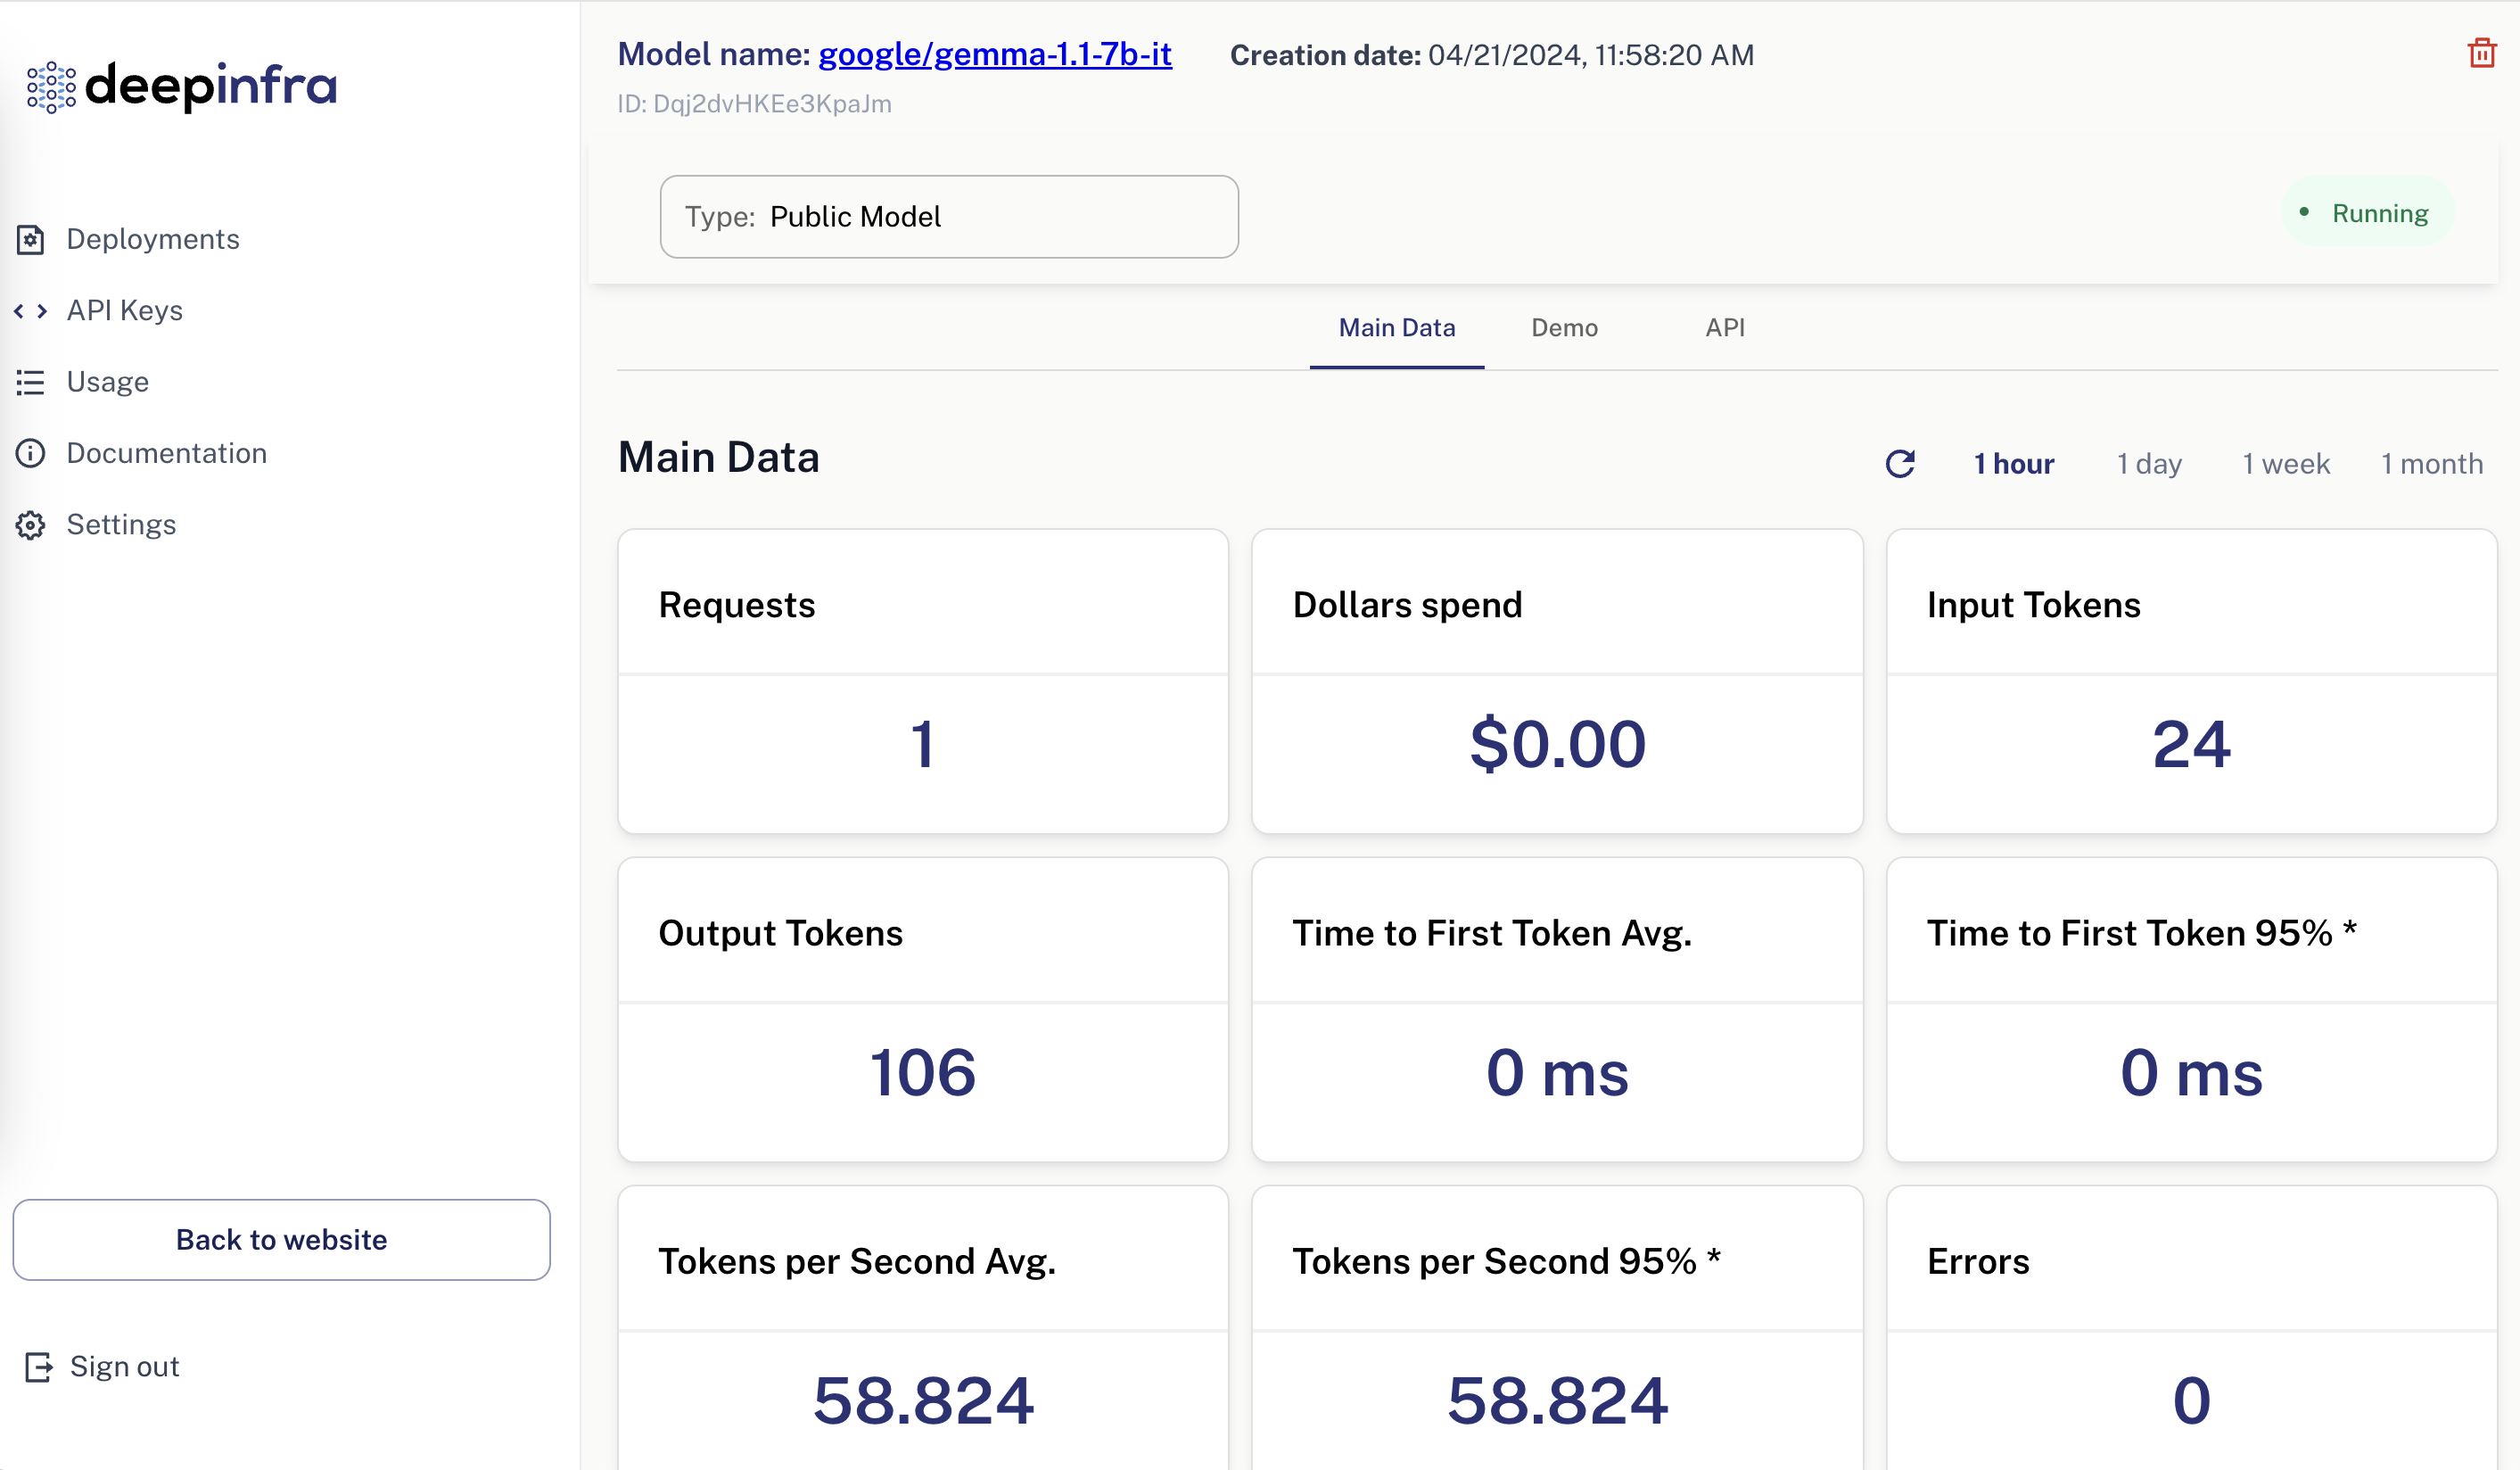 deepinfra
Deployments
API Keys
Usage
Documentation
Settings
Back to website
Sign out
Model name: google/gemma-1.1-7b-it
Creation date: 04/21/2024, 11:58:20 AM
ID: Dqj2dvHKEe3KpaJm
Type: Public Model
Running
Main Data
Demo
API
Main Data
1 hour
1 day
1 week
1 month
Requests
1
Dollars spend
$0.00
Input Tokens
24
Output Tokens
106
Time to First Token Avg.
0 ms
Time to First Token 95% *
0 ms
Tokens per Second Avg.
58.824
Tokens per Second 95% *
58.824
Errors
0